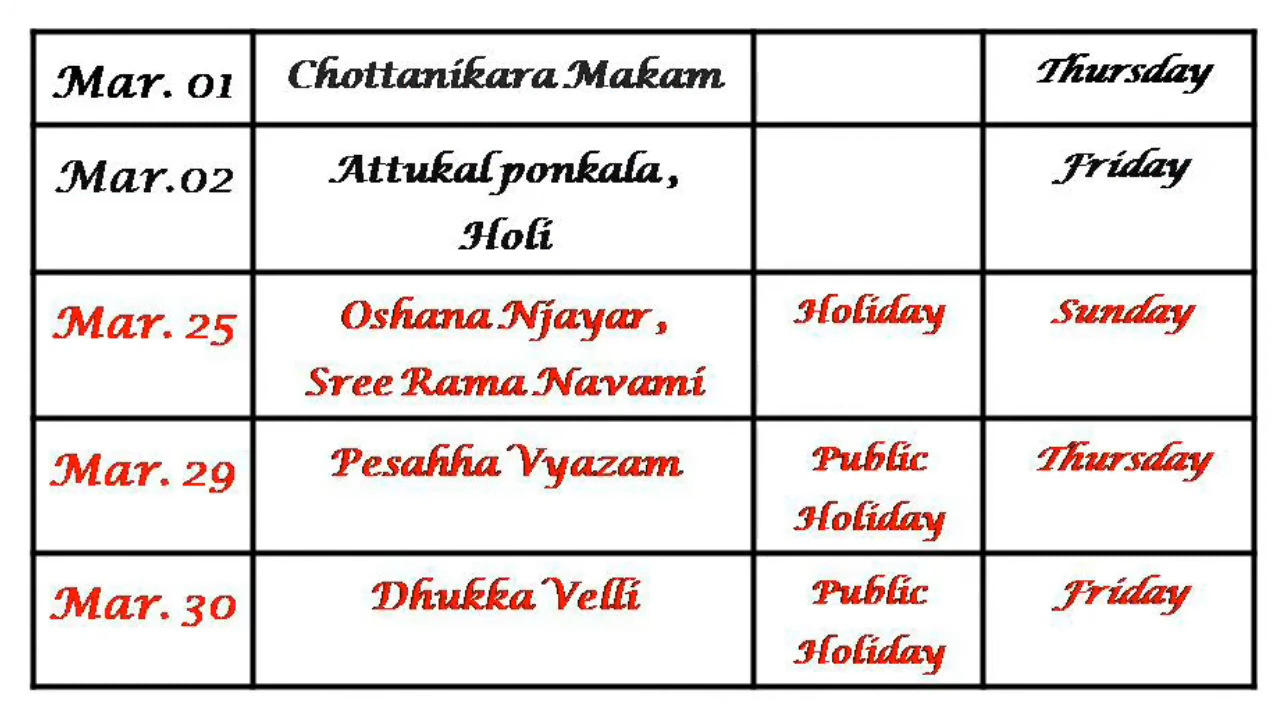 Mar. 01 Chottanikara Makam Thursday
Mar.02 Attukal ponkala, Friday
Holi
Mar. 25 Oshana Njayar, Holiday Sunday
Sree Rama Navami
Mar. 29 Pesahha Vyazam Public Thursday
Holiday
Mar. 30 Dhukka Velli Public Friday
Holiday